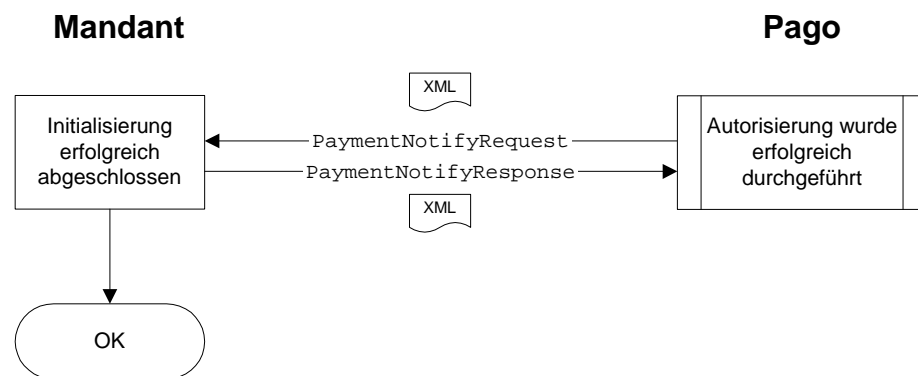 Mandant
Pago
XML
Initialisierung
erfolgreich
abgeschlossen
PaymentNotifyRequest
PaymentNotifyResponse
Autorisierung wurde
erfolgreich
durchgeführt
XML
OK